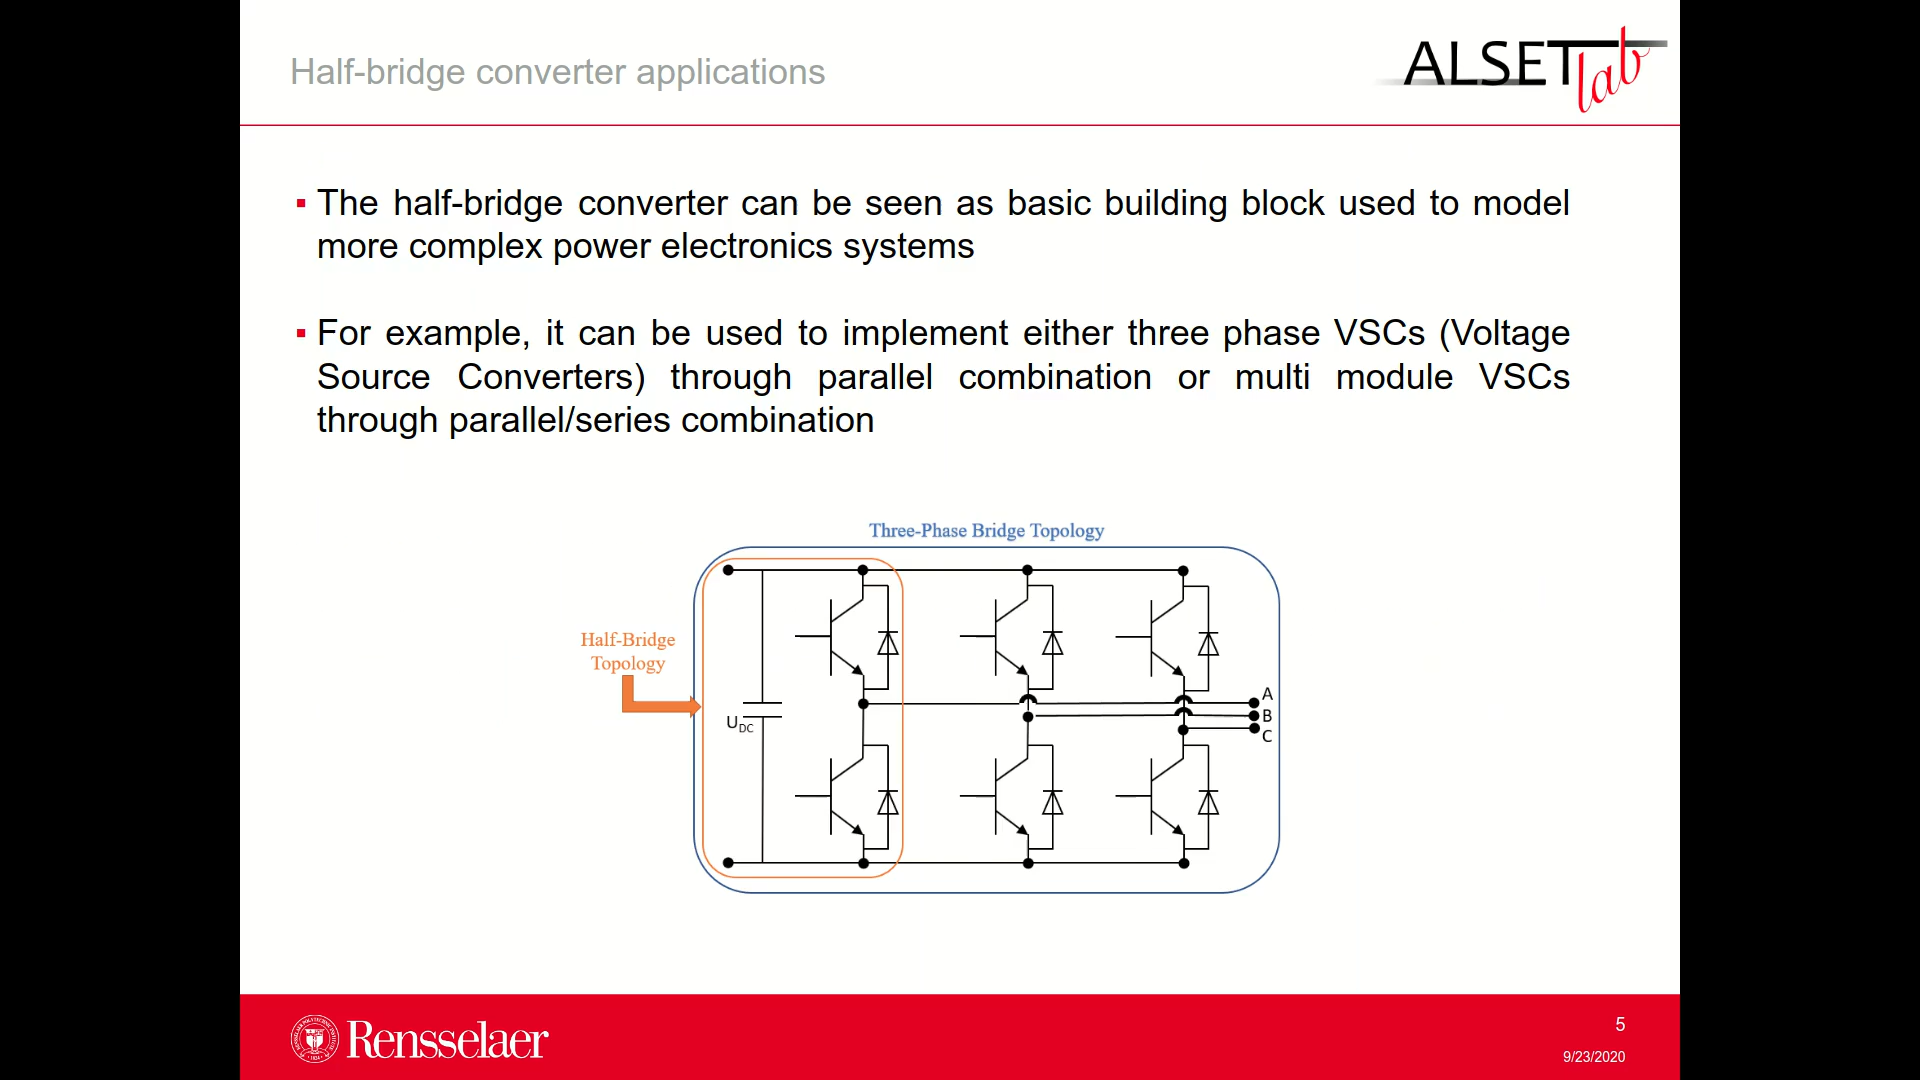 Half-bridge converter applications
ALSET lab
▪ The half-bridge converter can be seen as basic building block used to model
more complex power electronics systems
▪ For example, it can be used to implement either three phase VSCs (Voltage
Source Converters) through parallel combination or multi module VSCs
through parallel/series combination
Three-Phase Bridge Topology
Half-Bridge
Topology
UDC
A
B
C
Rensselaer
5
9/23/2020